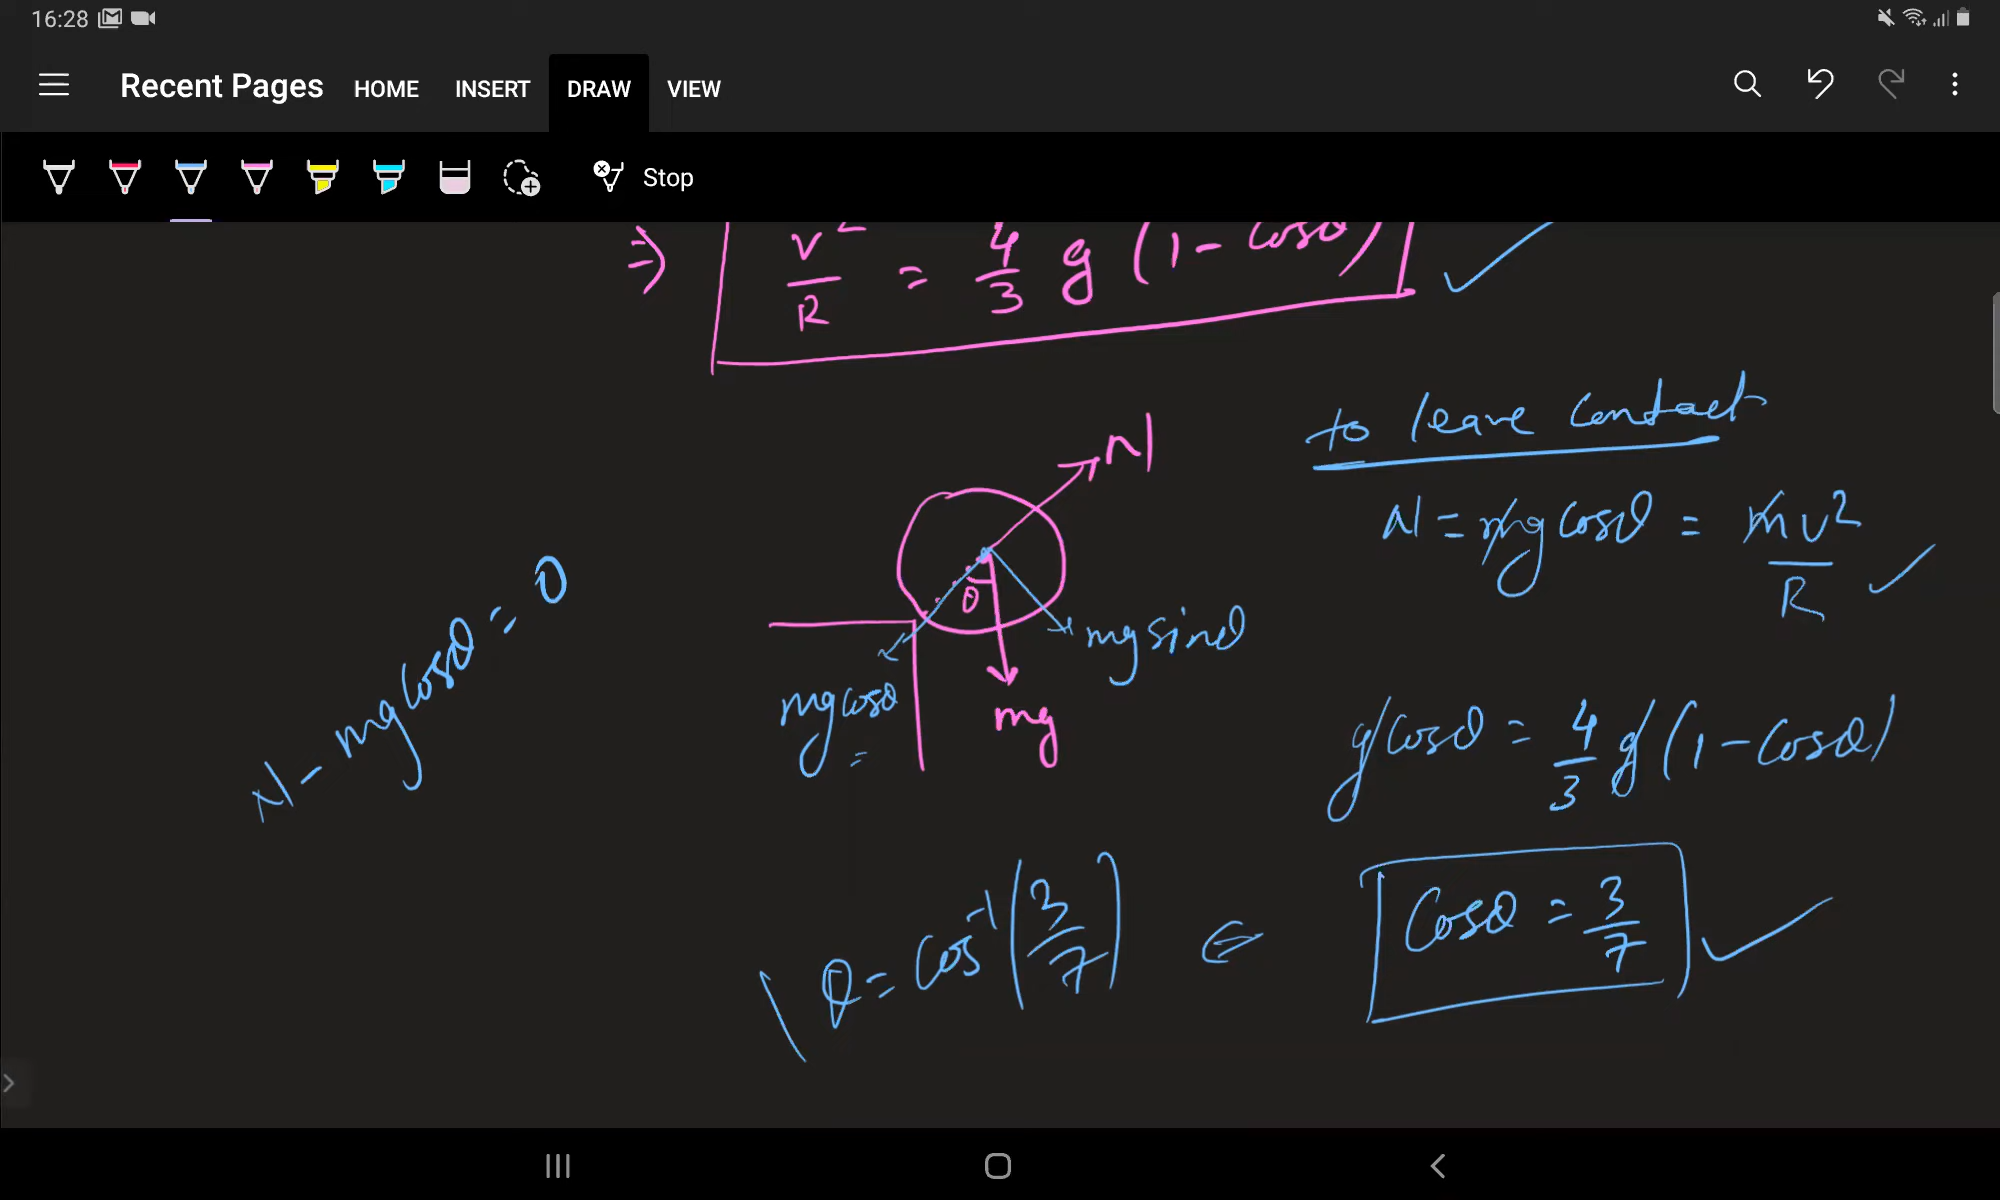 16:28
Recent Pages HOME INSERT DRAW VIEW
Stop
⇒ v²/R = 4/3 g (1 - cosθ)
to leave contact
N
N = mg cosθ = mv²/R
θ
mg sinθ
mg cosθ =
mg
N - mg cosθ = 0
g cosθ = 4/3 g (1 - cosθ)
θ = cos⁻¹(3/7) ⇐ Cosθ = 3/7